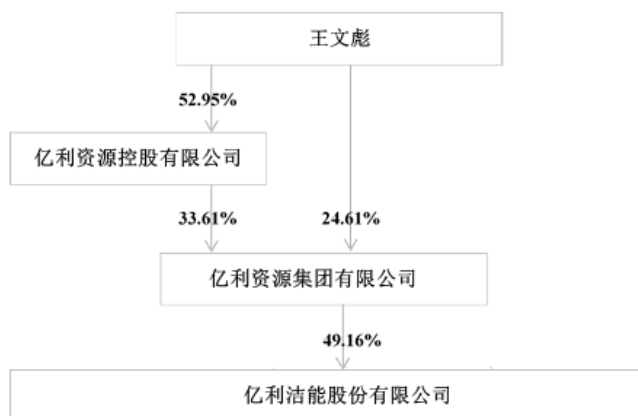 王文彪
52.95%
亿利资源控股有限公司
33.61%
24.61%
亿利资源集团有限公司
49.16%
亿利洁能股份有限公司